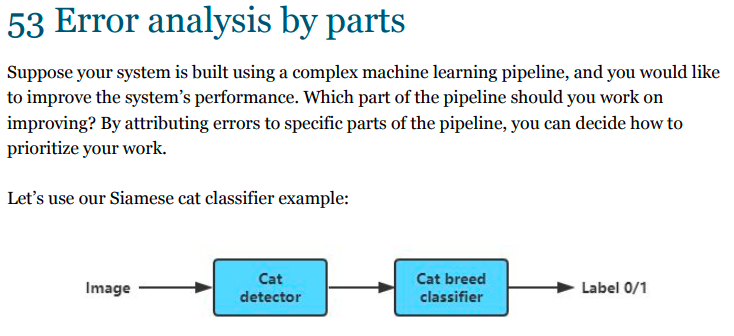 53 Error analysis by parts
Suppose your system is built using a complex machine learning pipeline, and you would like
to improve the system’s performance. Which part of the pipeline should you work on
improving? By attributing errors to specific parts of the pipeline, you can decide how to
prioritize your work.
Let’s use our Siamese cat classifier example:
Image
Cat
detector
Cat breed
classifier
Label 0/1